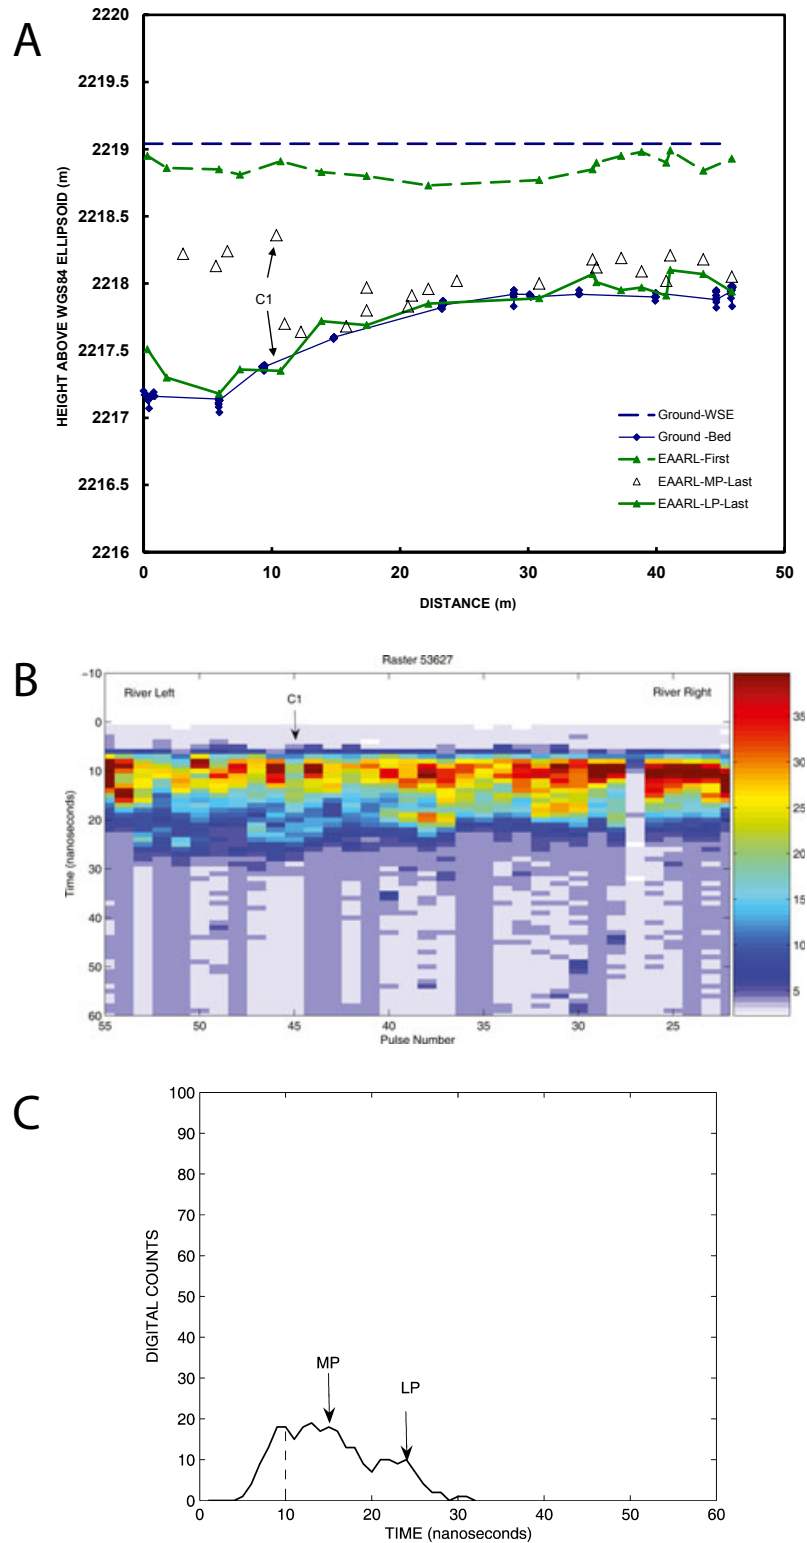 A
2220
2219.5
2219
2218.5
2218
2217.5
2217
2216.5
2216
HEIGHT ABOVE WGS84 ELLIPSOID (m)
C1
Ground-WSE
Ground -Bed
EAARL-First
EAARL-MP-Last
EAARL-LP-Last
0 10 20 30 40 50
DISTANCE (m)
B
Raster 53627
River Left
C1
River Right
−10
0
10
20
30
40
50
60
Time (nanoseconds)
55 50 45 40 35 30 25
Pulse Number
35
30
25
20
15
10
5
C
100
90
80
70
60
50
40
30
20
10
0
DIGITAL COUNTS
MP
LP
0 10 20 30 40 50 60
TIME (nanoseconds)